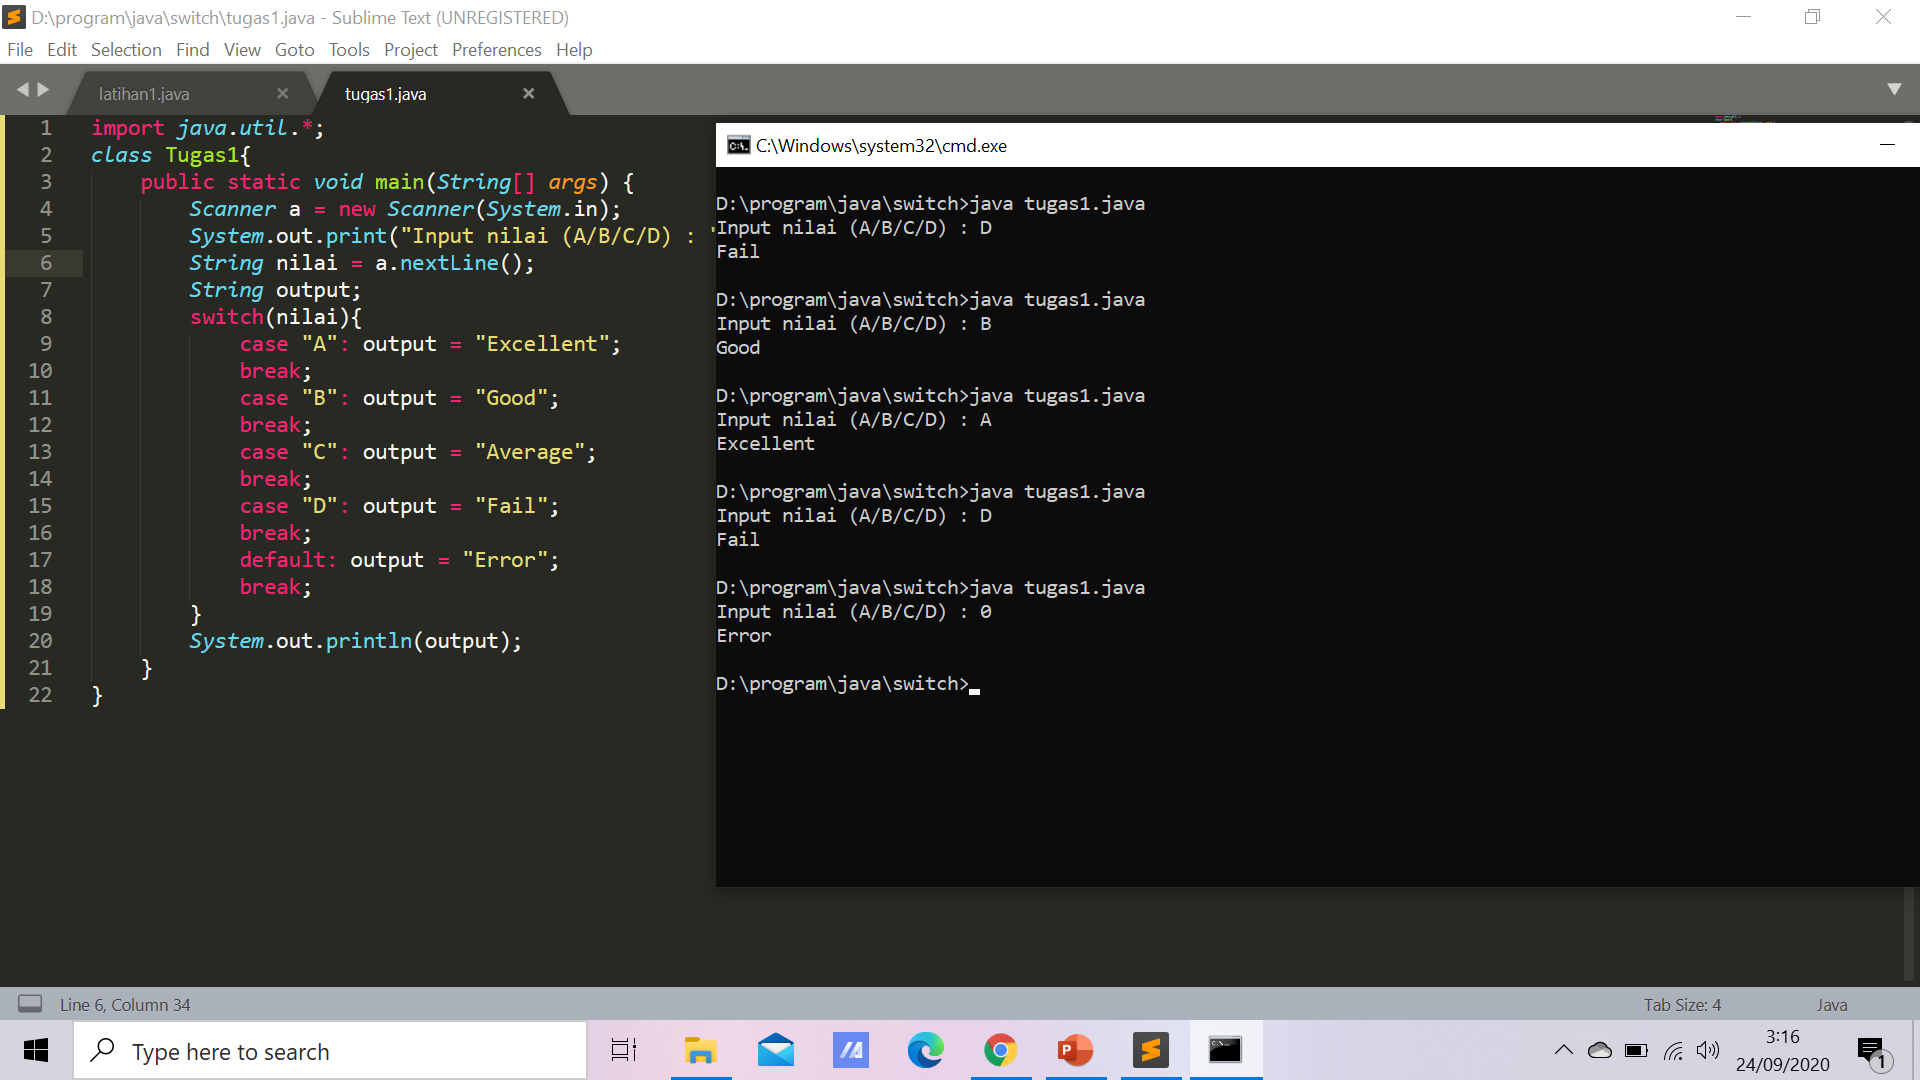 D:\program\java\switch\tugas1.java - Sublime Text (UNREGISTERED)
File Edit Selection Find View Goto Tools Project Preferences Help
latihan1.java × tugas1.java ×
1 import java.util.*;
2 class Tugas1{
3 public static void main(String[] args) {
4 Scanner a = new Scanner(System.in);
5 System.out.print("Input nilai (A/B/C/D) : "
6 String nilai = a.nextLine();
7 String output;
8 switch(nilai){
9 case "A": output = "Excellent";
10 break;
11 case "B": output = "Good";
12 break;
13 case "C": output = "Average";
14 break;
15 case "D": output = "Fail";
16 break;
17 default: output = "Error";
18 break;
19 }
20 System.out.println(output);
21 }
22 }
C:\Windows\system32\cmd.exe
D:\program\java\switch>java tugas1.java
Input nilai (A/B/C/D) : D
Fail
D:\program\java\switch>java tugas1.java
Input nilai (A/B/C/D) : B
Good
D:\program\java\switch>java tugas1.java
Input nilai (A/B/C/D) : A
Excellent
D:\program\java\switch>java tugas1.java
Input nilai (A/B/C/D) : D
Fail
D:\program\java\switch>java tugas1.java
Input nilai (A/B/C/D) : 0
Error
D:\program\java\switch>
Line 6, Column 34
Tab Size: 4
Java
Type here to search
3:16
24/09/2020
1